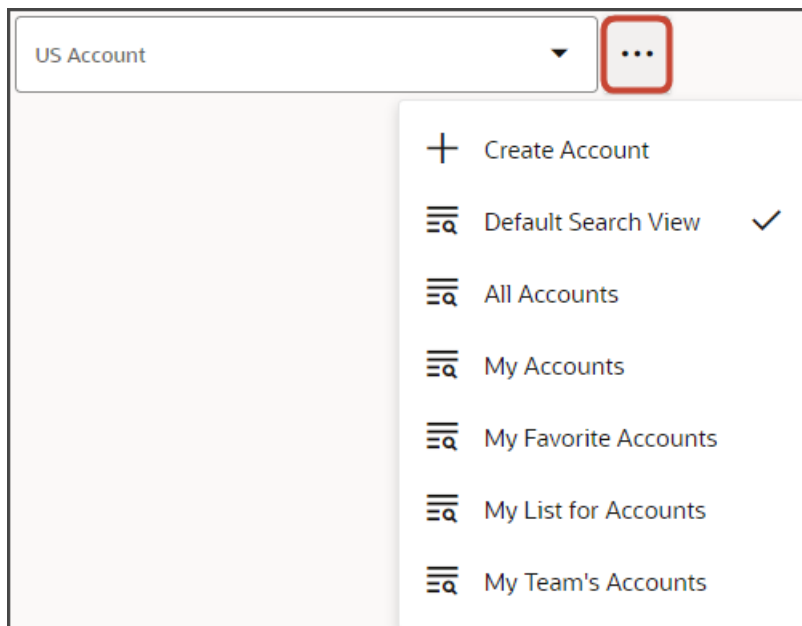 US Account
Create Account
Default Search View
All Accounts
My Accounts
My Favorite Accounts
My List for Accounts
My Team's Accounts